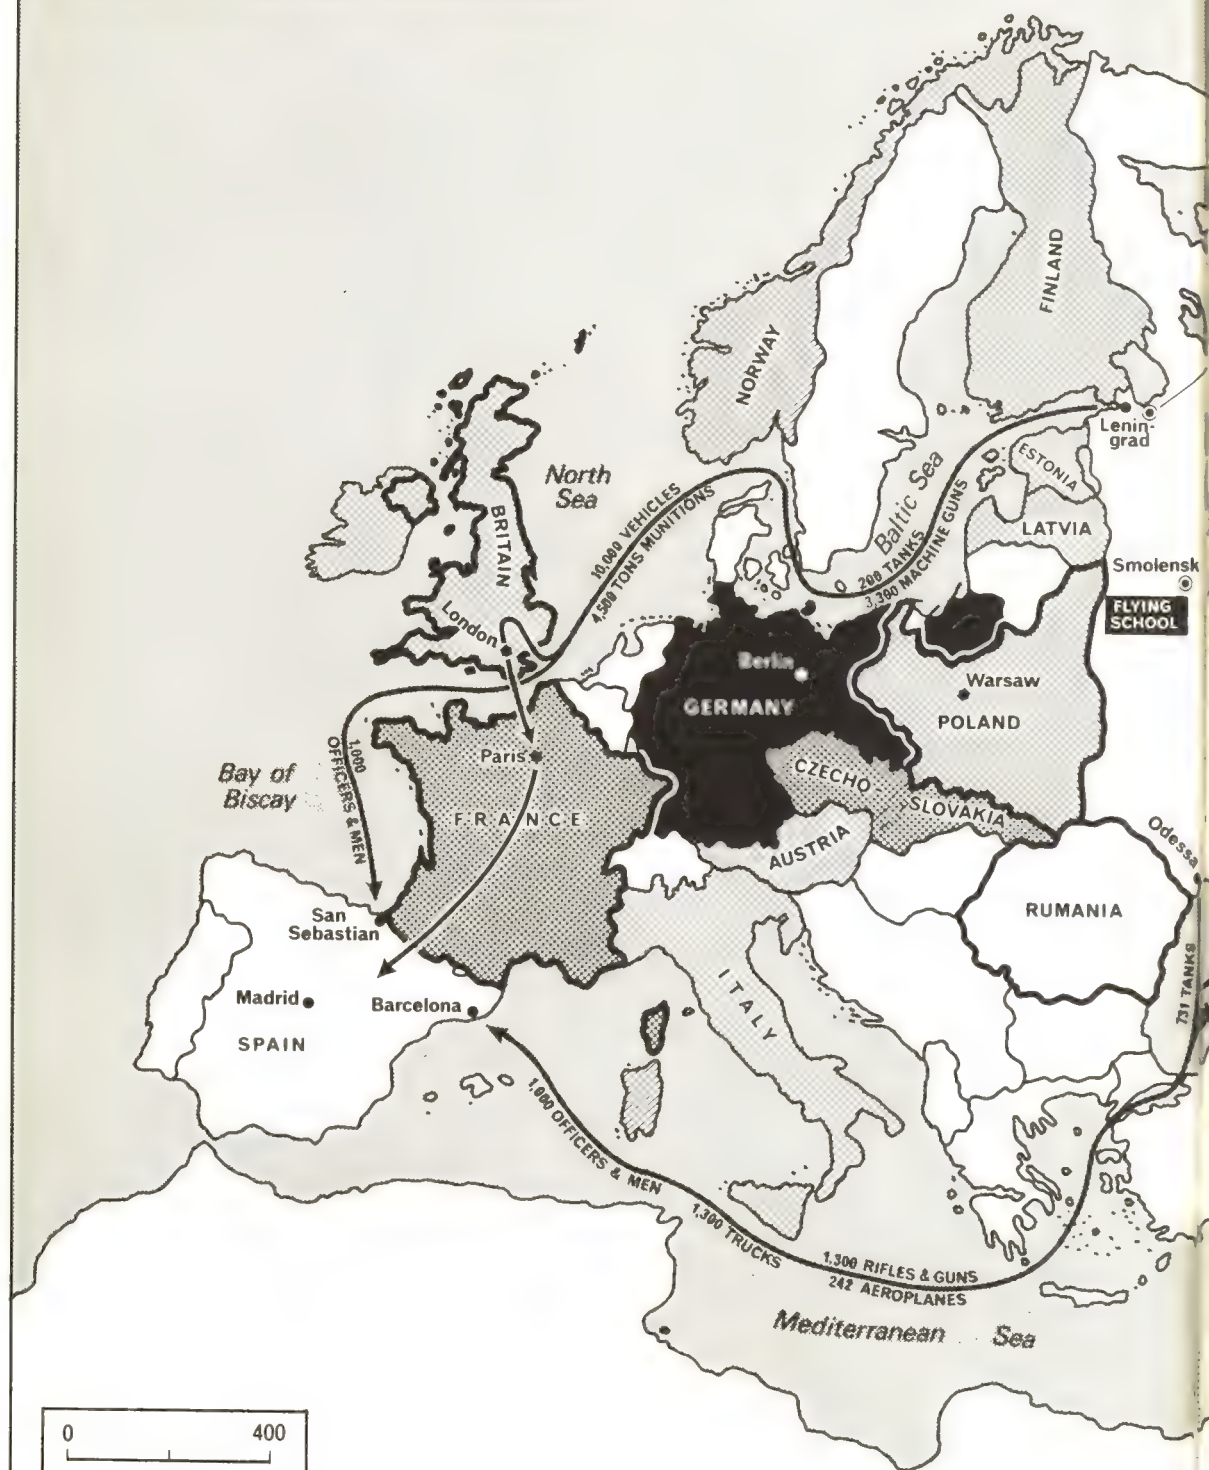 FINLAND
NORWAY
Lenin-
grad
ESTONIA
North
Sea
Baltic Sea
BRITAIN
10,000 VEHICLES
4,500 TONS MUNITIONS
200 TANKS
3,300 MACHINE GUNS
LATVIA
Smolensk
FLYING
SCHOOL
London
Berlin
GERMANY
Warsaw
POLAND
Paris
1,000
OFFICERS & MEN
Bay of
Biscay
FRANCE
CZECHO
SLOVAKIA
AUSTRIA
Odessa
RUMANIA
San
Sebastian
731 TANKS
ITALY
Madrid
Barcelona
SPAIN
1,000 OFFICERS & MEN
1,300 TRUCKS
1,300 RIFLES & GUNS
242 AEROPLANES
Mediterranean Sea
0 400